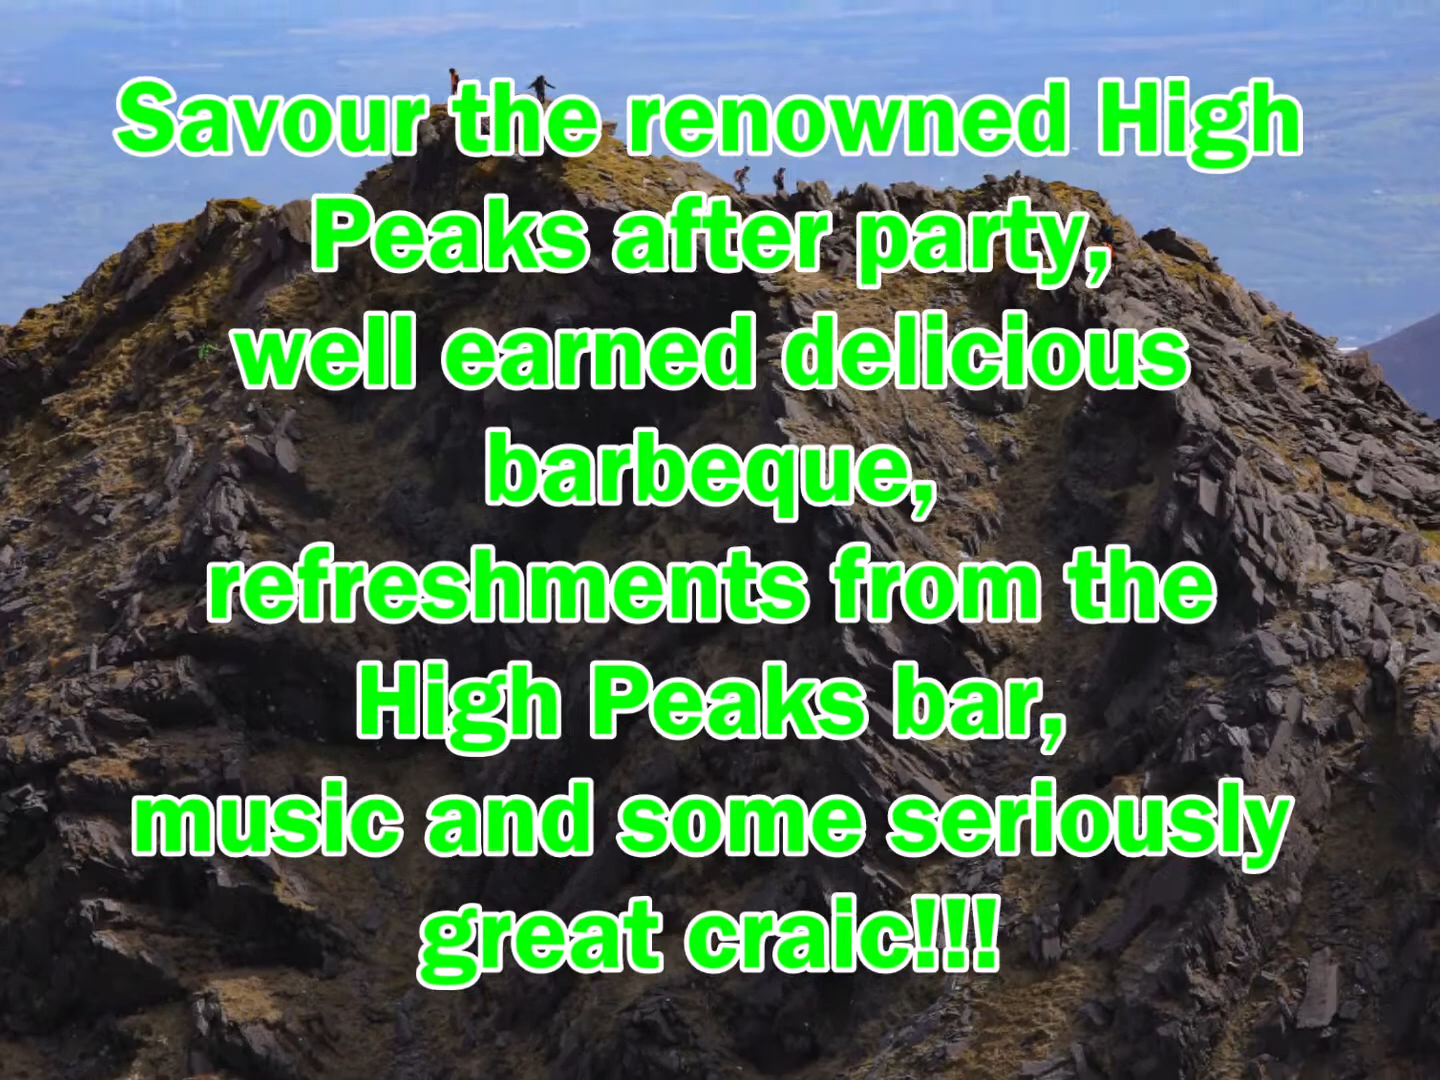 Savour the renowned High
Peaks after party,
well earned delicious
barbeque,
refreshments from the
High Peaks bar,
music and some seriously
great craic!!!